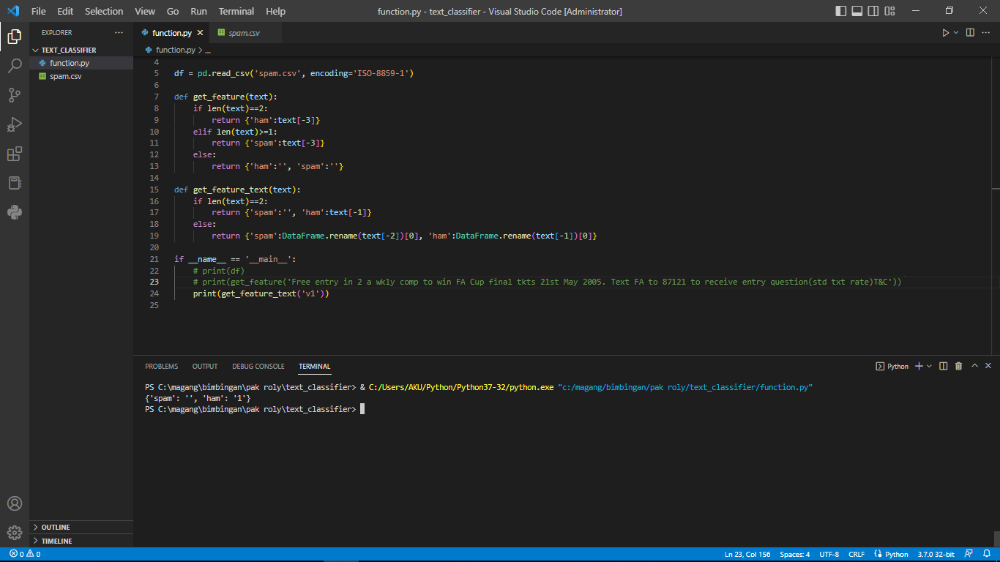 File Edit Selection View Go Run Terminal Help function.py - text_classifier - Visual Studio Code [Administrator]
EXPLORER
TEXT_CLASSIFIER
function.py
spam.csv
OUTLINE
TIMELINE
function.py spam.csv
function.py > ...
4
5 df = pd.read_csv('spam.csv', encoding='ISO-8859-1')
6
7 def get_feature(text):
8 if len(text)==2:
9 return {'ham':text[-3]}
10 elif len(text)>=1:
11 return {'spam':text[-3]}
12 else:
13 return {'ham':'', 'spam':''}
14
15 def get_feature_text(text):
16 if len(text)==2:
17 return {'spam':'', 'ham':text[-1]}
18 else:
19 return {'spam':DataFrame.rename(text[-2])[0], 'ham':DataFrame.rename(text[-1])[0]}
20
21 if __name__ == '__main__':
22 # print(df)
23 # print(get_feature('Free entry in 2 a wkly comp to win FA Cup final tkts 21st May 2005. Text FA to 87121 to receive entry question(std txt rate)T&C'))
24 print(get_feature_text('v1'))
25
PROBLEMS OUTPUT DEBUG CONSOLE TERMINAL Python
PS C:\magang\bimbingan\pak roly\text_classifier> & C:/Users/AKU/Python/Python37-32/python.exe "c:/magang/bimbingan/pak roly/text_classifier/function.py"
{'spam': '', 'ham': '1'}
PS C:\magang\bimbingan\pak roly\text_classifier>
0 0 Ln 23, Col 156 Spaces: 4 UTF-8 CRLF Python 3.7.0 32-bit